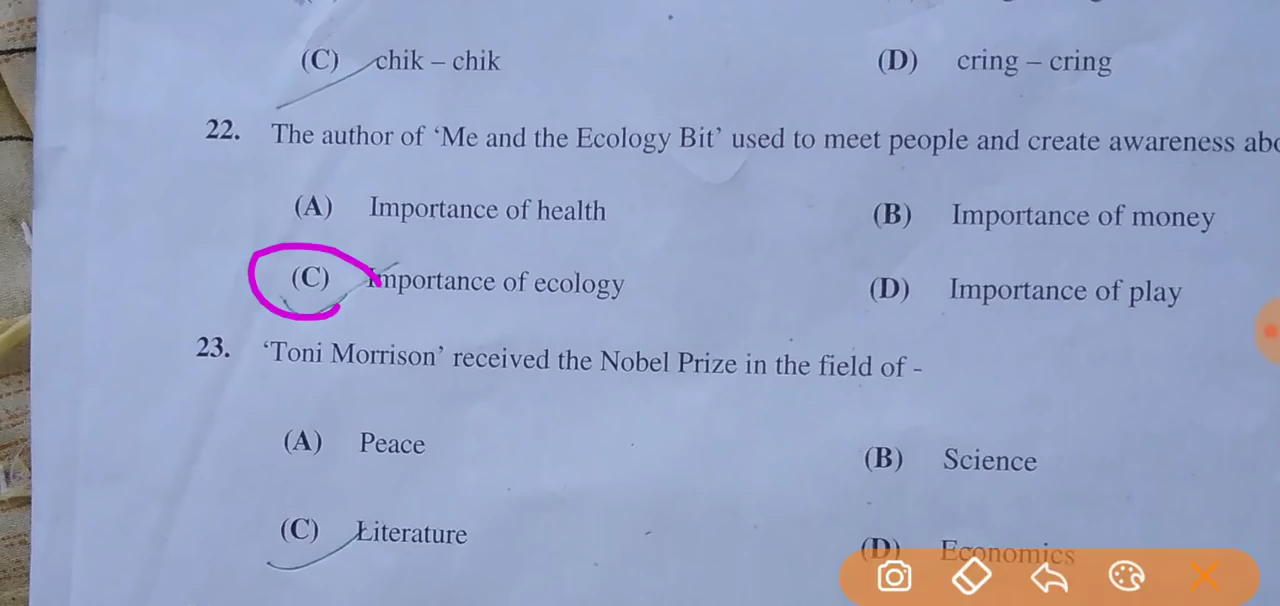 (C) chik – chik (D) cring – cring
22. The author of ‘Me and the Ecology Bit’ used to meet people and create awareness abo
(A) Importance of health (B) Importance of money
(C) Importance of ecology (D) Importance of play
23. ‘Toni Morrison’ received the Nobel Prize in the field of -
(A) Peace (B) Science
(C) Literature (D) Economics